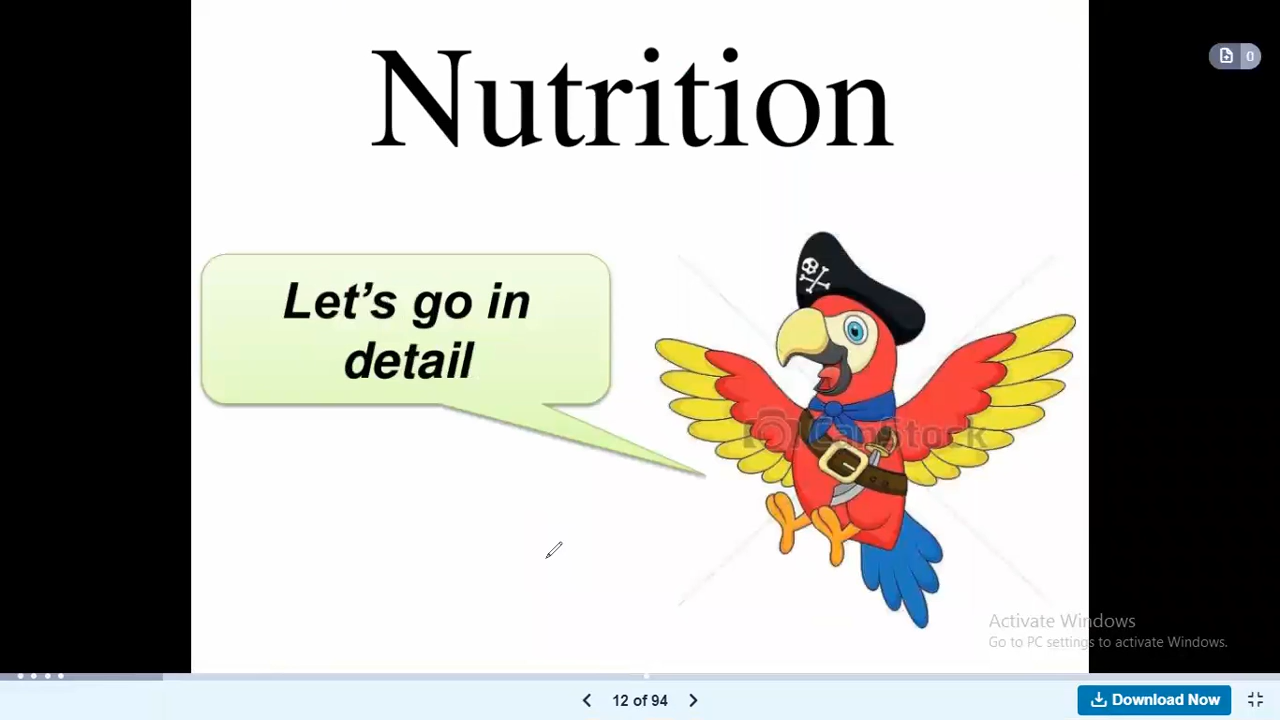 Nutrition
0
Let's go in
detail
CanStock
Activate Windows
Go to PC settings to activate Windows.
12 of 94
Download Now